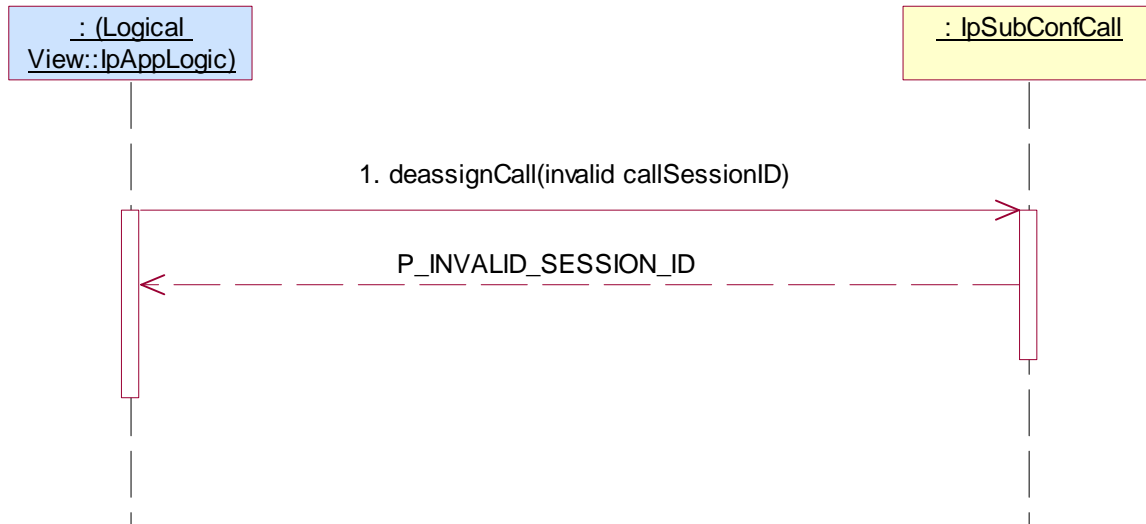 : (Logical
View::IpAppLogic)
: IpSubConfCall
1. deassignCall(invalid callSessionID)
P_INVALID_SESSION_ID